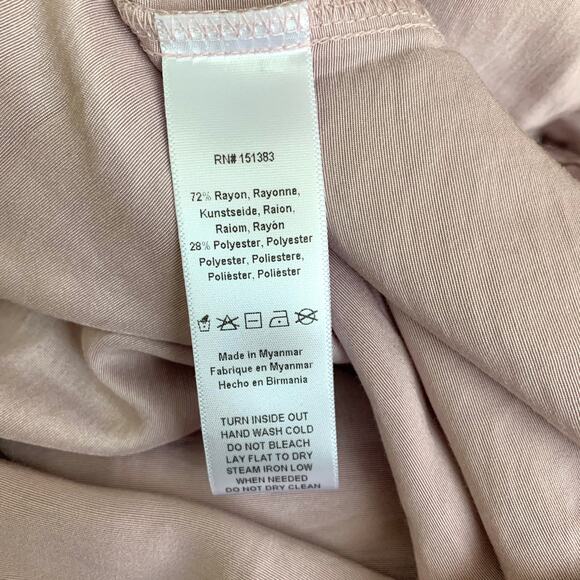 RN# 151383
72% Rayon, Rayonne,
Kunstseide, Raion,
Raiom, Rayón
28% Polyester, Polyester
Polyester, Poliestere,
Polièster, Polièster
Made in Myanmar
Fabrique en Myanmar
Hecho en Birmania
TURN INSIDE OUT
HAND WASH COLD
DO NOT BLEACH
LAY FLAT TO DRY
STEAM IRON LOW
WHEN NEEDED
DO NOT DRY CLEAN